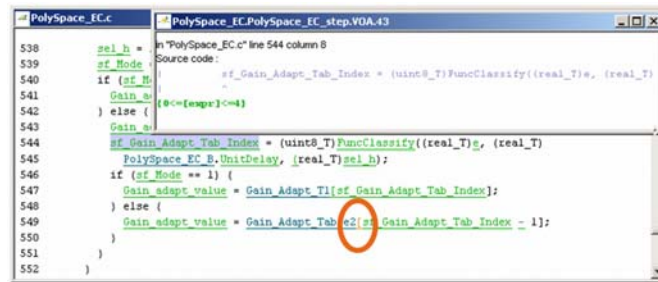 PolySpace_EC.c
PolySpace_EC.PolySpace_EC_step.VOA.43
in "PolySpace_EC.c" line 544 column 8
Source code :
| sf_Gain_Adapt_Tab_Index = (uint8_T)FuncClassify((real_T)e, (real_T)
| ^
[0<=[expr]<=4]
538 sel_h =
539 sf_Mode
540 if (sf_M
541 Gain_a
542 } else {
543 Gain_a
544 sf_Gain_Adapt_Tab_Index = (uint8_T)FuncClassify((real_T)e, (real_T)
545 PolySpace_EC_B.UnitDelay, (real_T)sel_h);
546 if (sf_Mode == 1) {
547 Gain_adapt_value = Gain_Adapt_T1[sf_Gain_Adapt_Tab_Index];
548 } else {
549 Gain_adapt_value = Gain_Adapt_Table2[sf_Gain_Adapt_Tab_Index - 1];
550 }
551 }
552 }